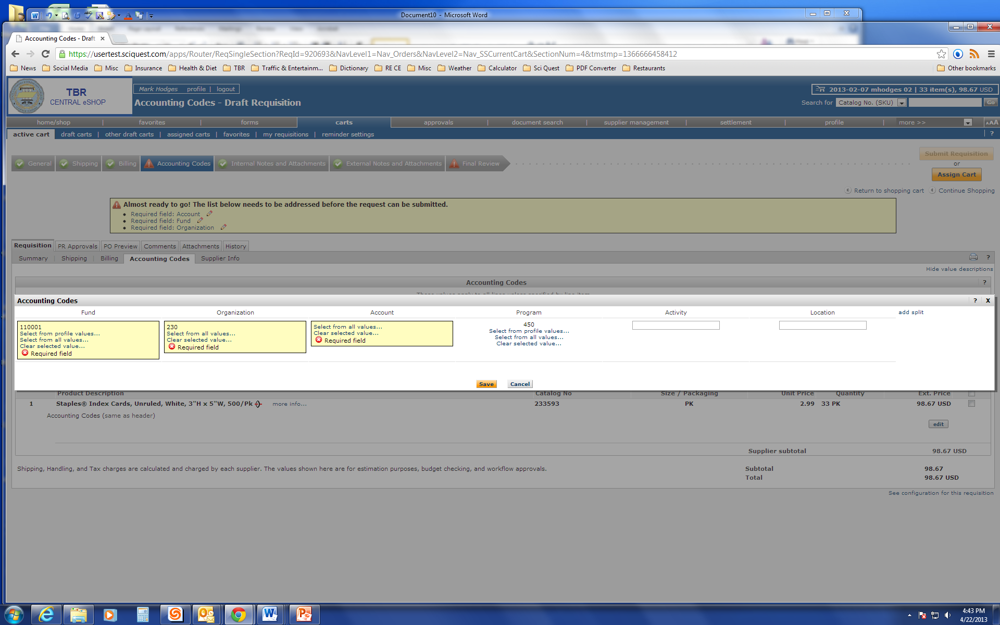 Document10 - Microsoft Word
Accounting Codes - Draft
https://usertest.sciquest.com/apps/Router/ReqSingleSection?ReqId=920693&NavLevel1=Nav_Orders&NavLevel2=Nav_SSCurrentCart&SectionNum=4&tmstmp=1366666458412
News Social Media Misc Insurance Health & Diet TBR Traffic & Entertainm... Dictionary RE CE Misc Weather Calculator Sci Quest PDF Converter Restaurants Other bookmarks
TBR
CENTRAL eSHOP
Mark Hodges profile | logout
2013-02-07 mhodges 02 | 33 item(s), 98.67 USD
Accounting Codes - Draft Requisition
Search for Catalog No. (SKU) Go
home/shop | favorites | forms carts approvals | document search | supplier management | settlement | profile | more >> AAA
active cart draft carts | other draft carts | assigned carts | favorites | my requisitions | reminder settings | ?
General Shipping Billing Accounting Codes Internal Notes and Attachments External Notes and Attachments Final Review
Submit Requisition
or
Assign Cart
Return to shopping cart Continue Shopping
Almost ready to go! The list below needs to be addressed before the request can be submitted.
• Required field: Account
• Required field: Fund
• Required field: Organization
Requisition PR Approvals PO Preview Comments Attachments History
Summary Shipping Billing Accounting Codes Supplier Info ?
Hide value descriptions
Accounting Codes ?
Accounting Codes ? X
Fund Organization Account Program Activity Location add split
110001
Select from profile values...
Select from all values...
Clear selected value...
Required field
230
Select from all values...
Clear selected value...
Required field
Select from all values...
Clear selected value...
Required field
450
Select from profile values...
Select from all values...
Clear selected value...
Save Cancel
Product Description Catalog No Size / Packaging Unit Price Quantity Ext. Price
1 Staples® Index Cards, Unruled, White, 3"H x 5"W, 500/Pk more info... 233593 PK 2.99 33 PK 98.67 USD
Accounting Codes (same as header)
edit
Supplier subtotal 98.67 USD
Shipping, Handling, and Tax charges are calculated and charged by each supplier. The values shown here are for estimation purposes, budget checking, and workflow approvals.
Subtotal 98.67
Total 98.67 USD
See configuration for this requisition
4:43 PM
4/22/2013